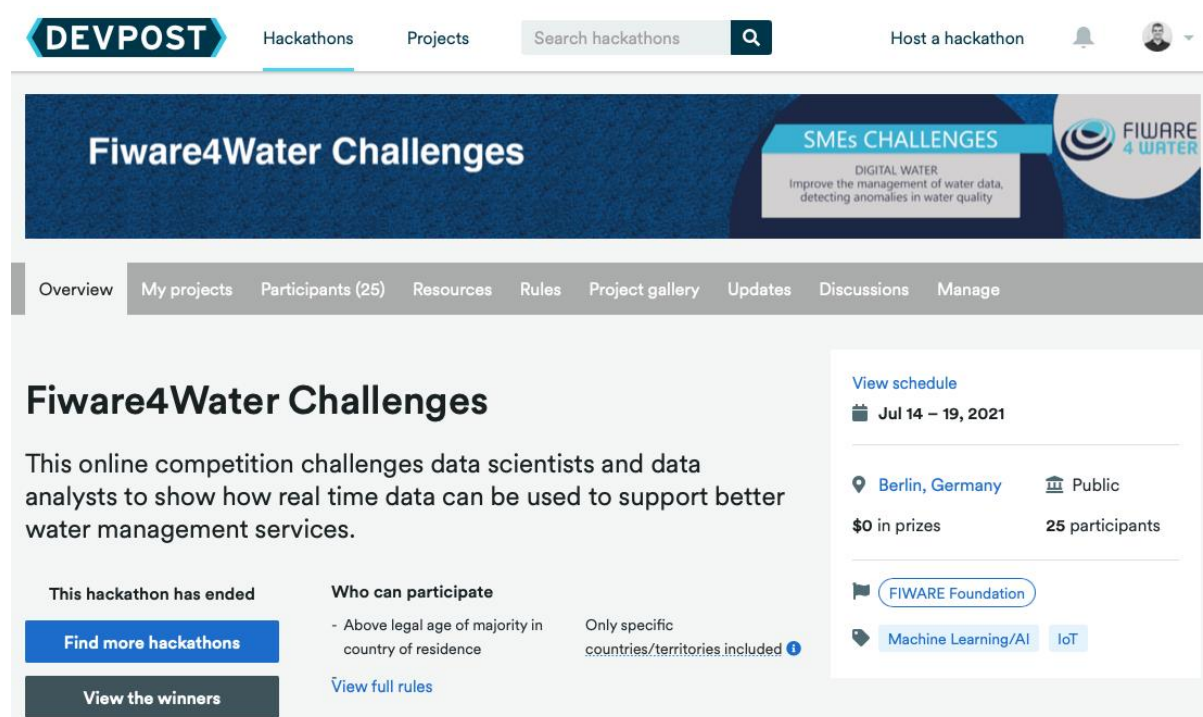 DEVPOST
Hackathons
Projects
Search hackathons
Host a hackathon
Fiware4Water Challenges
SMEs CHALLENGES
DIGITAL WATER
Improve the management of water data,
detecting anomalies in water quality
FIWARE
4 WATER
Overview
My projects
Participants (25)
Resources
Rules
Project gallery
Updates
Discussions
Manage
Fiware4Water Challenges
This online competition challenges data scientists and data
analysts to show how real time data can be used to support better
water management services.
This hackathon has ended
Find more hackathons
View the winners
Who can participate
- Above legal age of majority in
country of residence
Only specific
countries/territories included
View full rules
View schedule
Jul 14 – 19, 2021
Berlin, Germany
Public
$0 in prizes
25 participants
FIWARE Foundation
Machine Learning/AI
IoT